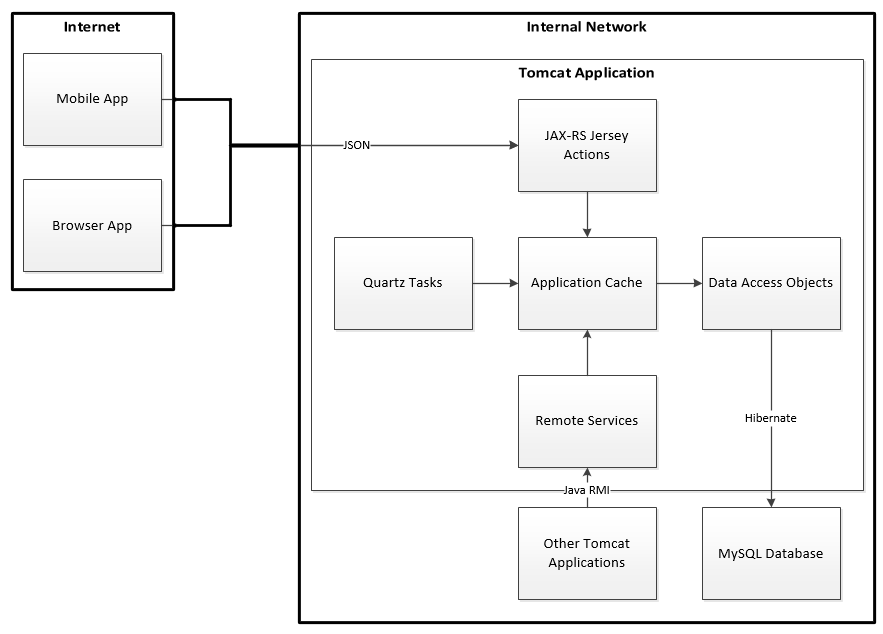 Internet
Internal Network
Mobile App
Browser App
Tomcat Application
JSON
JAX-RS Jersey
Actions
Quartz Tasks
Application Cache
Data Access Objects
Remote Services
Hibernate
Java RMI
Other Tomcat
Applications
MySQL Database